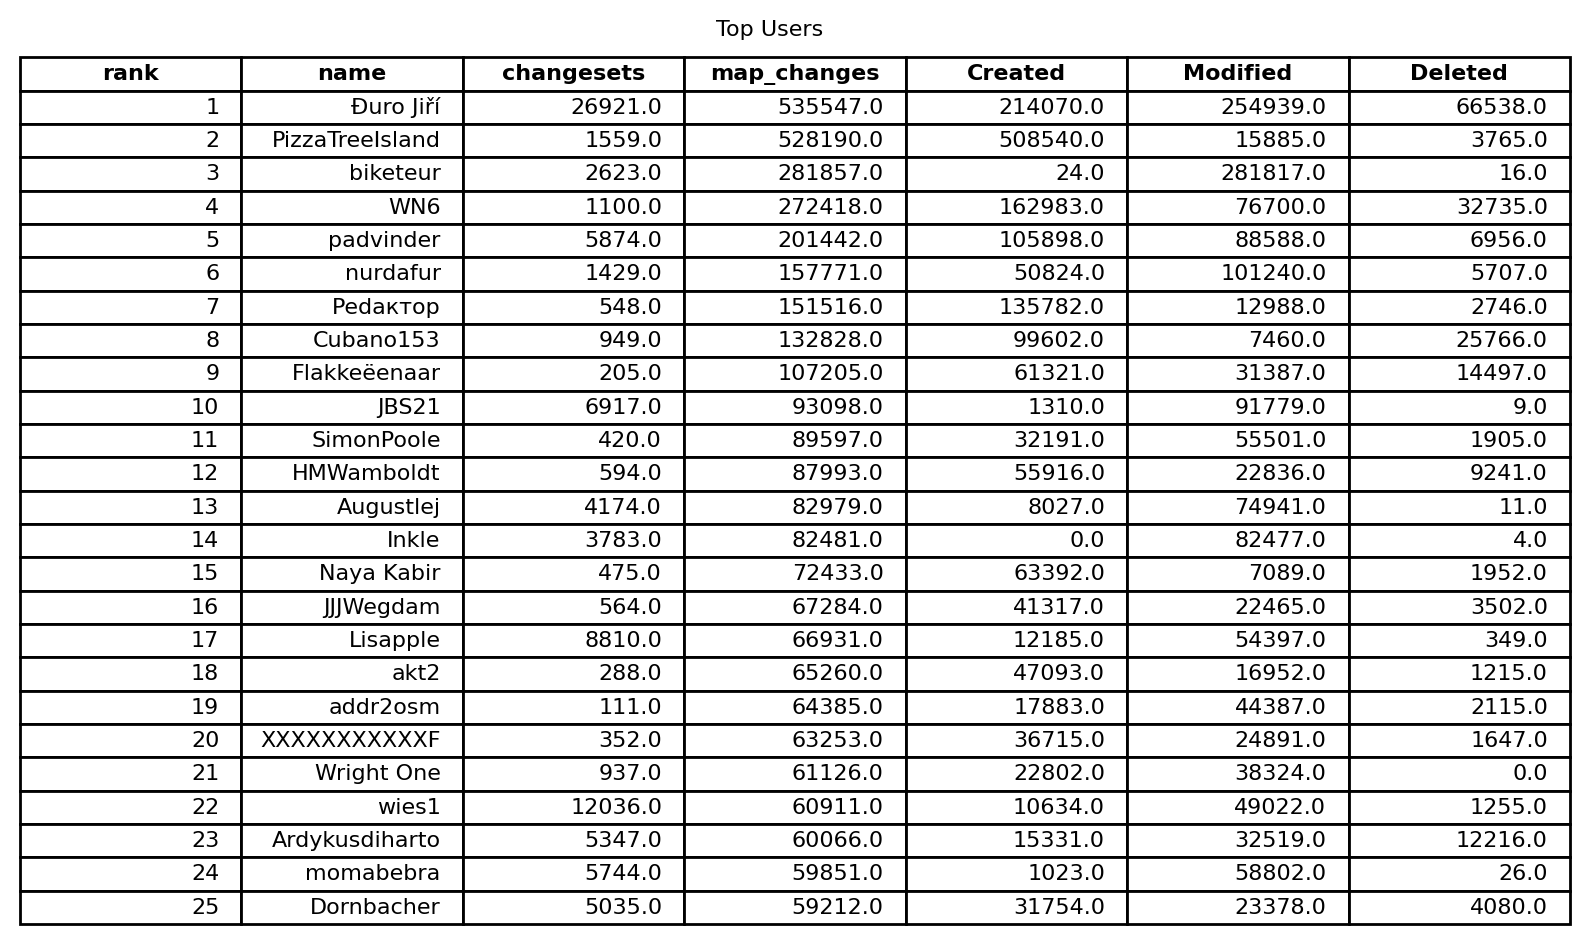 Top Users
rank name changesets map_changes Created Modified Deleted
1 Đuro Jiří 26921.0 535547.0 214070.0 254939.0 66538.0
2 PizzaTreeIsland 1559.0 528190.0 508540.0 15885.0 3765.0
3 biketeur 2623.0 281857.0 24.0 281817.0 16.0
4 WN6 1100.0 272418.0 162983.0 76700.0 32735.0
5 padvinder 5874.0 201442.0 105898.0 88588.0 6956.0
6 nurdafur 1429.0 157771.0 50824.0 101240.0 5707.0
7 Pedaктор 548.0 151516.0 135782.0 12988.0 2746.0
8 Cubano153 949.0 132828.0 99602.0 7460.0 25766.0
9 Flakkeëenaar 205.0 107205.0 61321.0 31387.0 14497.0
10 JBS21 6917.0 93098.0 1310.0 91779.0 9.0
11 SimonPoole 420.0 89597.0 32191.0 55501.0 1905.0
12 HMWamboldt 594.0 87993.0 55916.0 22836.0 9241.0
13 Augustlej 4174.0 82979.0 8027.0 74941.0 11.0
14 Inkle 3783.0 82481.0 0.0 82477.0 4.0
15 Naya Kabir 475.0 72433.0 63392.0 7089.0 1952.0
16 JJJWegdam 564.0 67284.0 41317.0 22465.0 3502.0
17 Lisapple 8810.0 66931.0 12185.0 54397.0 349.0
18 akt2 288.0 65260.0 47093.0 16952.0 1215.0
19 addr2osm 111.0 64385.0 17883.0 44387.0 2115.0
20 XXXXXXXXXXXF 352.0 63253.0 36715.0 24891.0 1647.0
21 Wright One 937.0 61126.0 22802.0 38324.0 0.0
22 wies1 12036.0 60911.0 10634.0 49022.0 1255.0
23 Ardykusdiharto 5347.0 60066.0 15331.0 32519.0 12216.0
24 momabebra 5744.0 59851.0 1023.0 58802.0 26.0
25 Dornbacher 5035.0 59212.0 31754.0 23378.0 4080.0